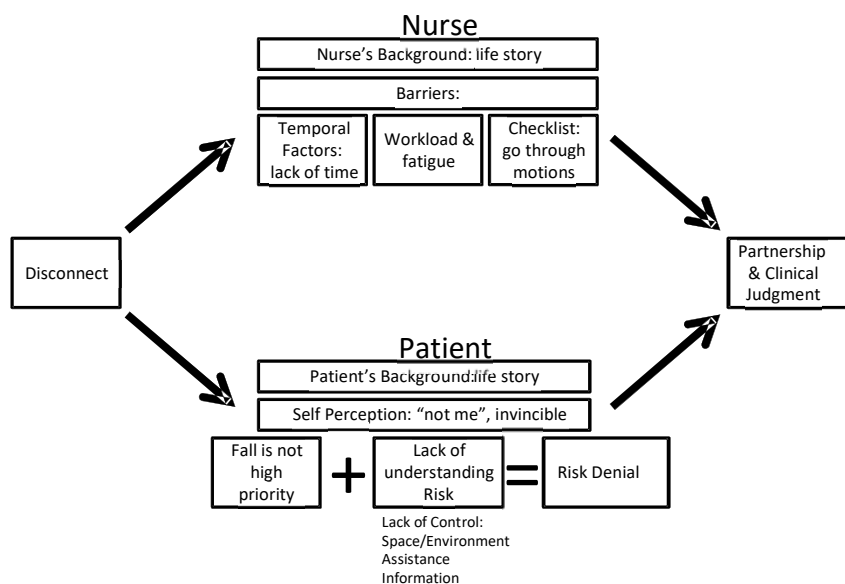 Nurse
Nurse's Background: life story
Barriers:
Temporal
Factors:
lack of time
Workload &
fatigue
Checklist:
go through
motions
Disconnect
Partnership
& Clinical
Judgment
Patient
Patient's Background:life story
Self Perception: "not me", invincible
Fall is not
high
priority
+
Lack of
understanding
Risk
=
Risk Denial
Lack of Control:
Space/Environment
Assistance
Information